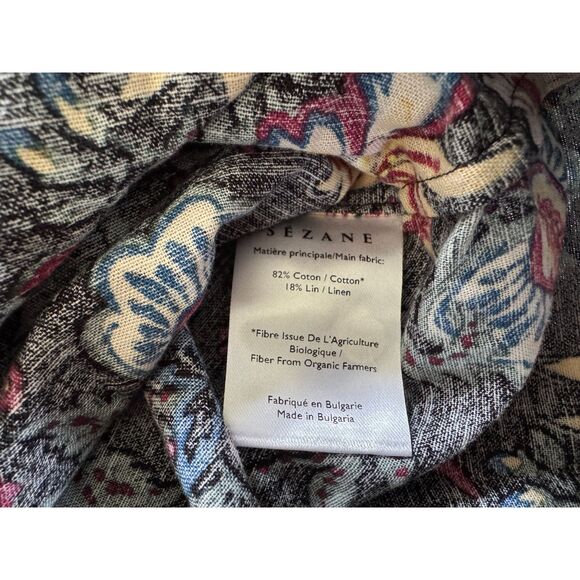 SÉZANE
Matière principale/Main fabric:
82% Coton / Cotton*
18% Lin / Linen
*Fibre Issue De L'Agriculture
Biologique /
Fiber From Organic Farmers
Fabriqué en Bulgarie
Made in Bulgaria